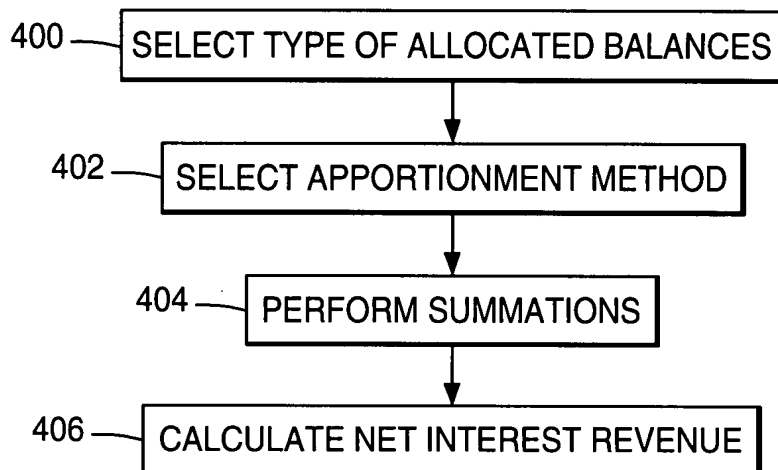 400 SELECT TYPE OF ALLOCATED BALANCES
402 SELECT APPORTIONMENT METHOD
404 PERFORM SUMMATIONS
406 CALCULATE NET INTEREST REVENUE